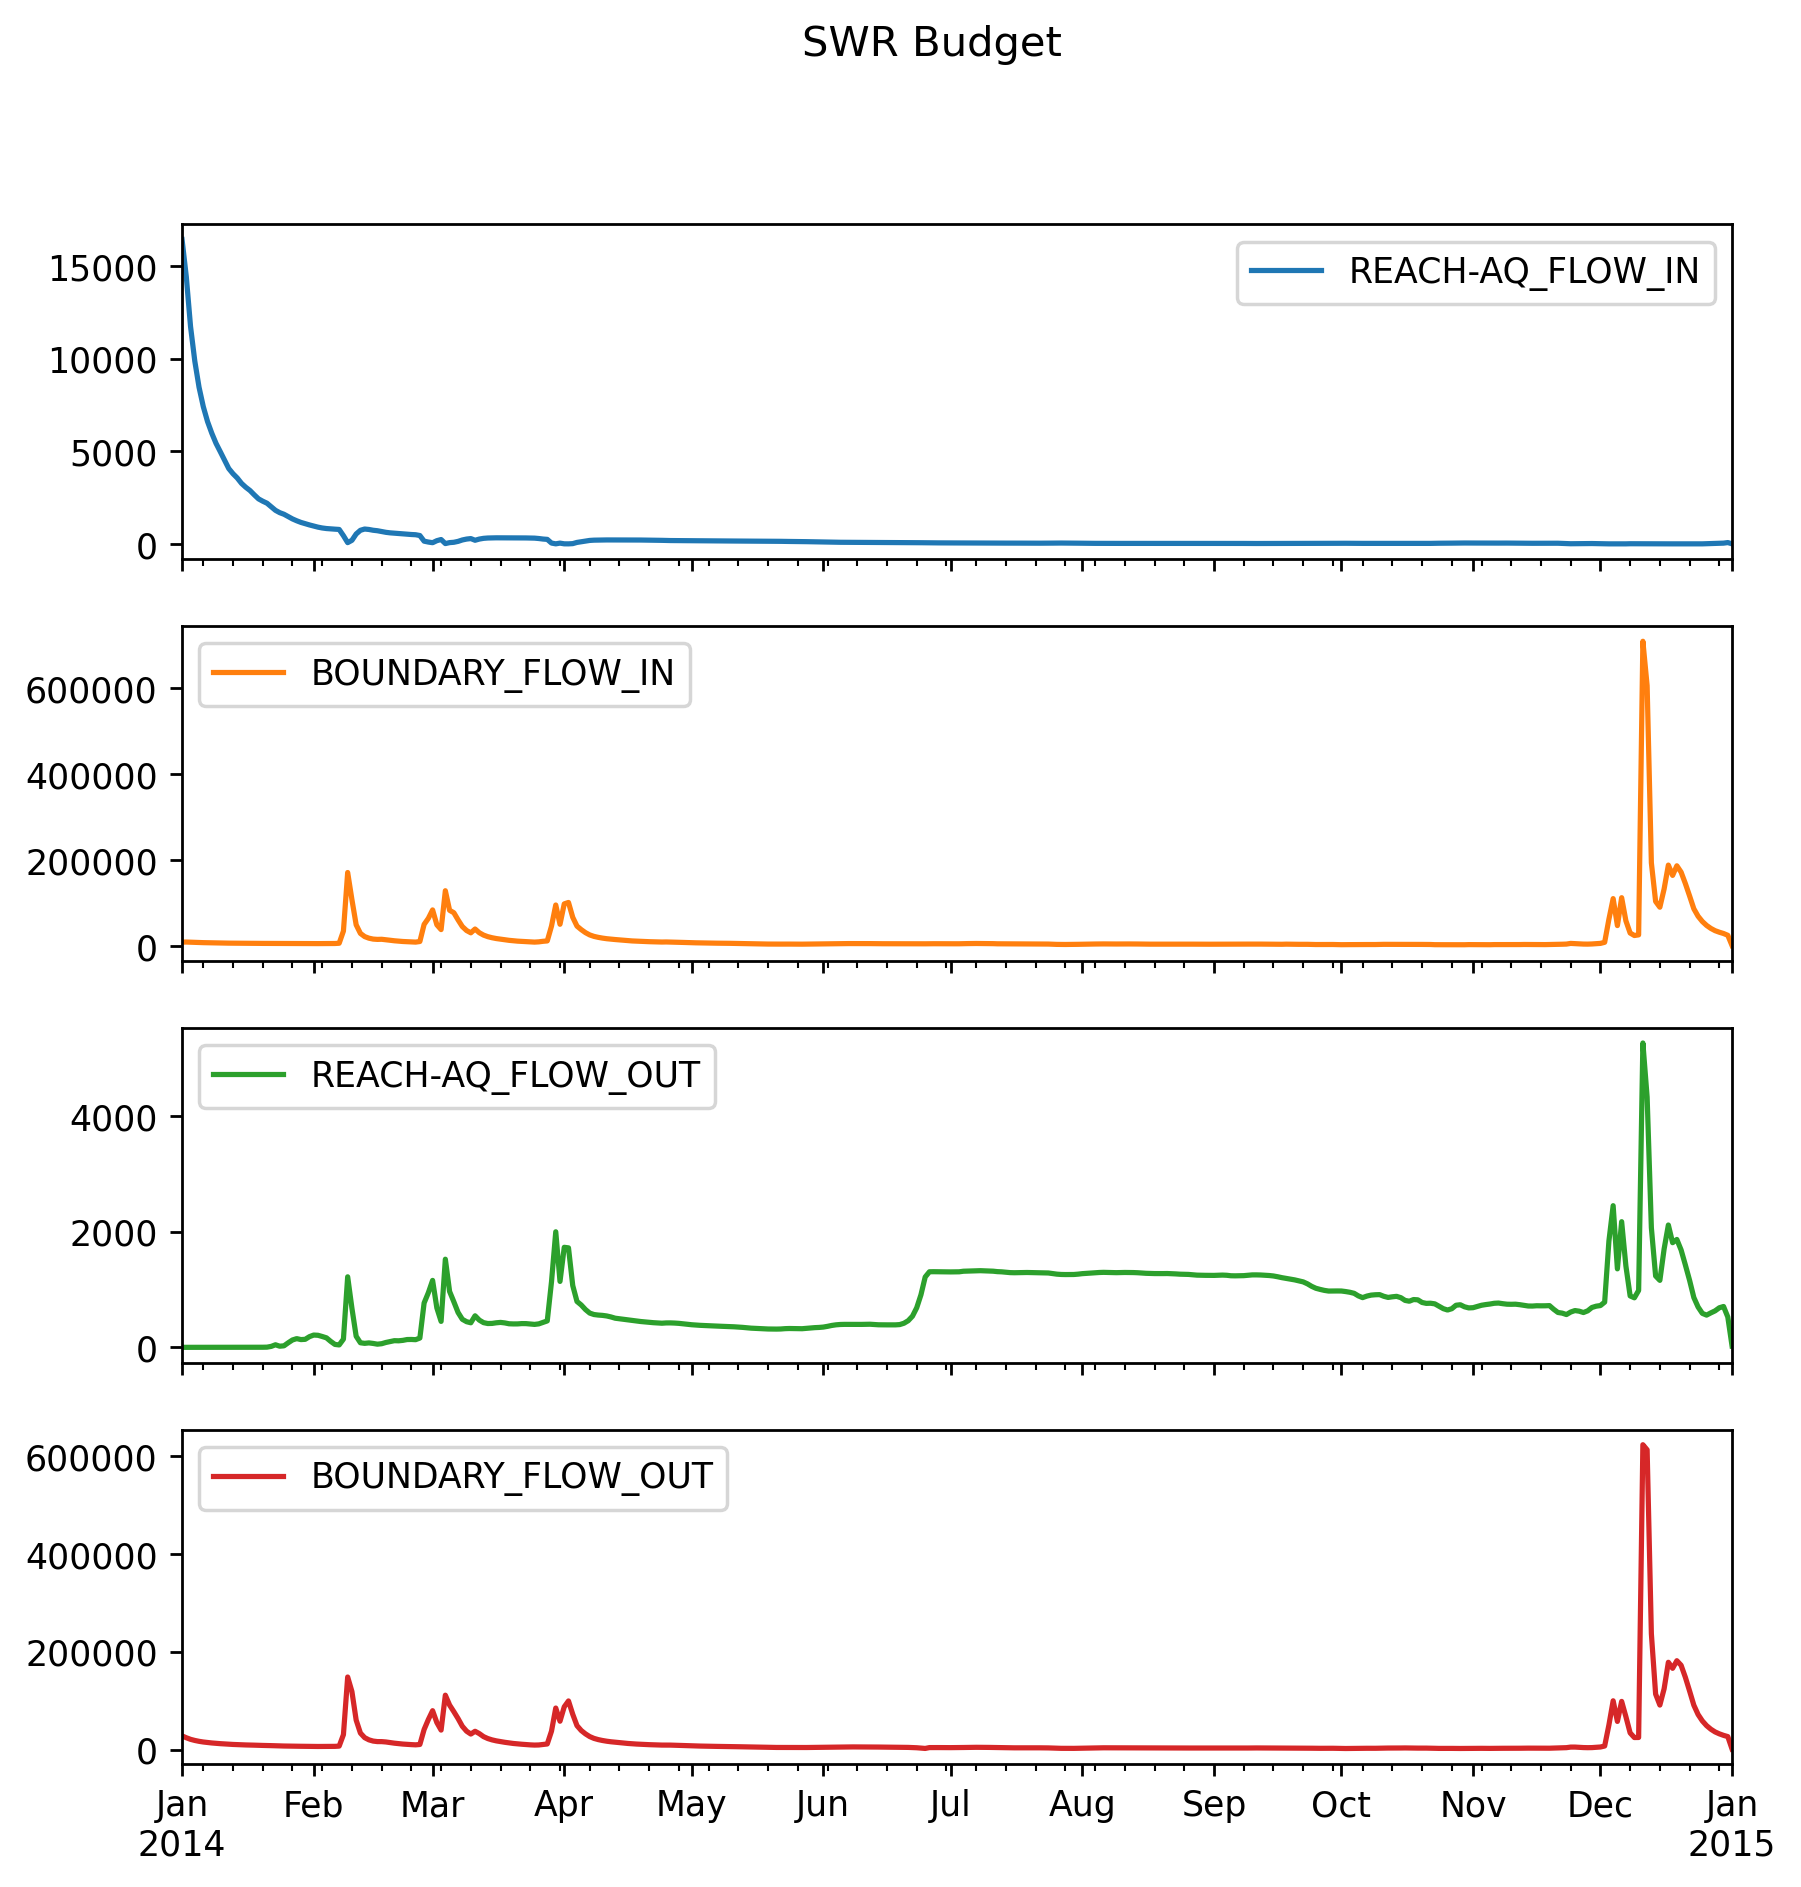 SWR Budget
15000
10000
5000
0
REACH-AQ_FLOW_IN
600000
400000
200000
0
BOUNDARY_FLOW_IN
4000
2000
0
REACH-AQ_FLOW_OUT
600000
400000
200000
0
BOUNDARY_FLOW_OUT
Jan Feb Mar Apr May Jun Jul Aug Sep Oct Nov Dec Jan
2014 2015